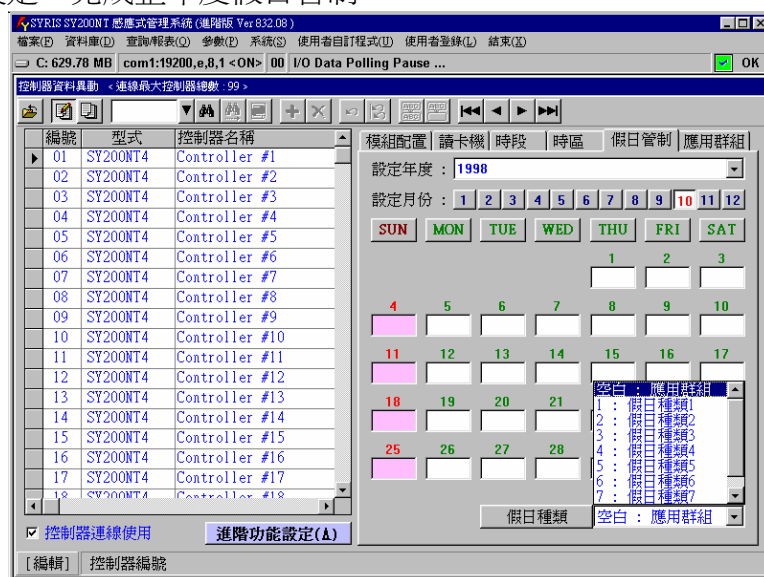 定 完成整年度假日管制
SYRIS SY200NT 感應式管理系統 (進階版 Ver 8.32.08 )
檔案(F) 資料庫(D) 查詢/報表(Q) 參數(P) 系統(S) 使用者自訂程式(U) 使用者登錄(L) 結束(X)
C: 629.78 MB com1:19200,e,8,1 <ON> 00 I/O Data Polling Pause ... OK
控制器資料異動 < 連線最大控制器總數 : 99 >
編號 型式 控制器名稱
01 SY200NT4 Controller #1
02 SY200NT4 Controller #2
03 SY200NT4 Controller #3
04 SY200NT4 Controller #4
05 SY200NT4 Controller #5
06 SY200NT4 Controller #6
07 SY200NT4 Controller #7
08 SY200NT4 Controller #8
09 SY200NT4 Controller #9
10 SY200NT4 Controller #10
11 SY200NT4 Controller #11
12 SY200NT4 Controller #12
13 SY200NT4 Controller #13
14 SY200NT4 Controller #14
15 SY200NT4 Controller #15
16 SY200NT4 Controller #16
17 SY200NT4 Controller #17
18 SY200NT4 Controller #18
控制器連線使用 進階功能設定(A)
模組配置 讀卡機 時段 時區 假日管制 應用群組
設定年度 : 1998
設定月份 : 1 2 3 4 5 6 7 8 9 10 11 12
SUN MON TUE WED THU FRI SAT
1 2 3
4 5 6 7 8 9 10
11 12 13 14 15 16 17
18 19 20 21
25 26 27 28
空白 : 應用群組
1 : 假日種類1
2 : 假日種類2
3 : 假日種類3
4 : 假日種類4
5 : 假日種類5
6 : 假日種類6
7 : 假日種類7
假日種類 空白 : 應用群組
[編輯] 控制器編號